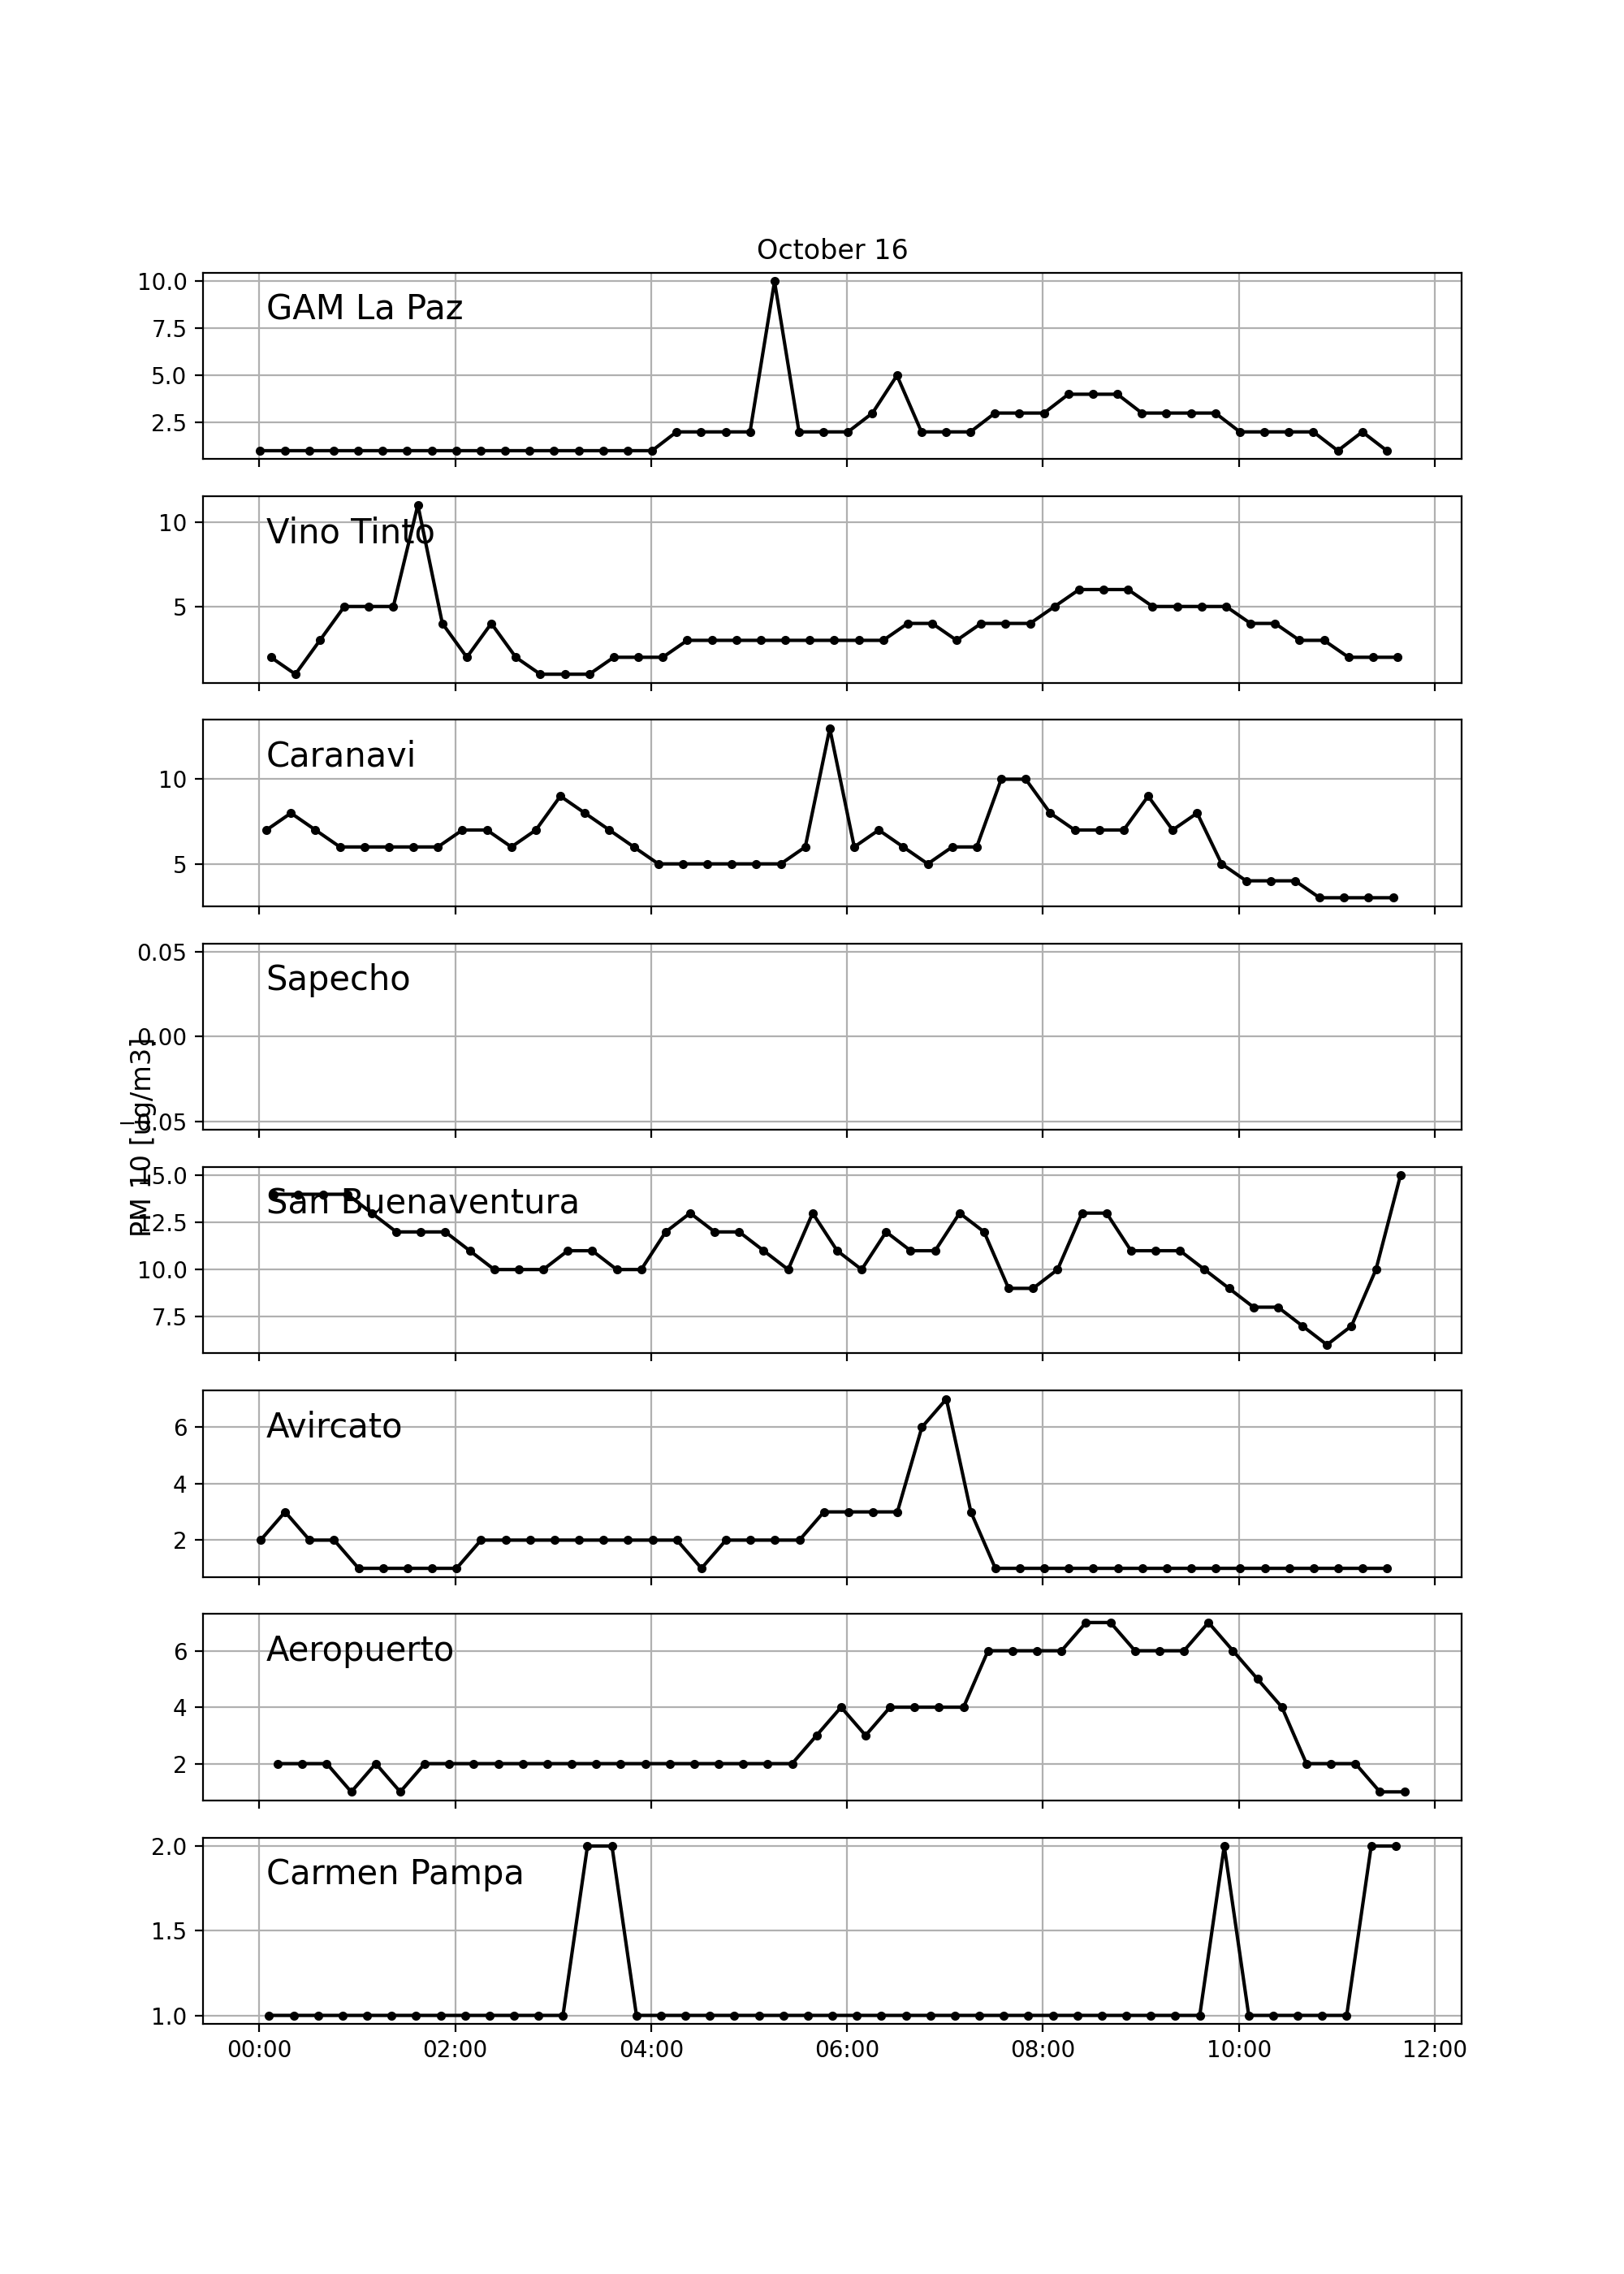 October 16
10.0
7.5
5.0
2.5
GAM La Paz
10
5
Vino Tinto
10
5
Caranavi
0.05
0.00
−0.05
Sapecho
PM 10 [ug/m3]
15.0
12.5
10.0
7.5
San Buenaventura
6
4
2
Avircato
6
4
2
Aeropuerto
2.0
1.5
1.0
Carmen Pampa
00:00 02:00 04:00 06:00 08:00 10:00 12:00